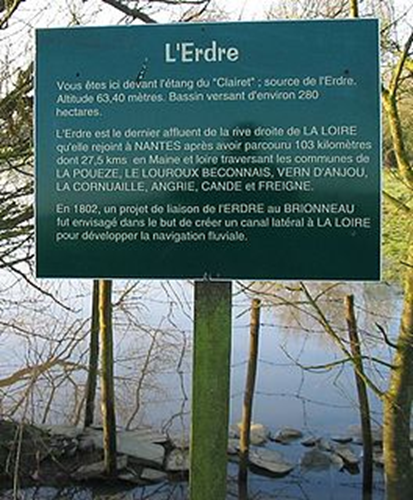 L'Erdre
Vous êtes ici devant l'étang du "Clairet" ; source de l'Erdre.
Altitude 63,40 mètres. Bassin versant d'environ 280
hectares.
L'Erdre est le dernier affluent de la rive droite de LA LOIRE
qu'elle rejoint à NANTES après avoir parcouru 103 kilomètres
dont 27,5 kms en Maine et loire traversant les communes de
LA POUEZE, LE LOUROUX BECONNAIS, VERN D'ANJOU,
LA CORNUAILLE, ANGRIE, CANDE et FREIGNE.
En 1802, un projet de liaison de l'ERDRE au BRIONNEAU
fut envisagé dans le but de créer un canal latéral à LA LOIRE
pour développer la navigation fluviale.